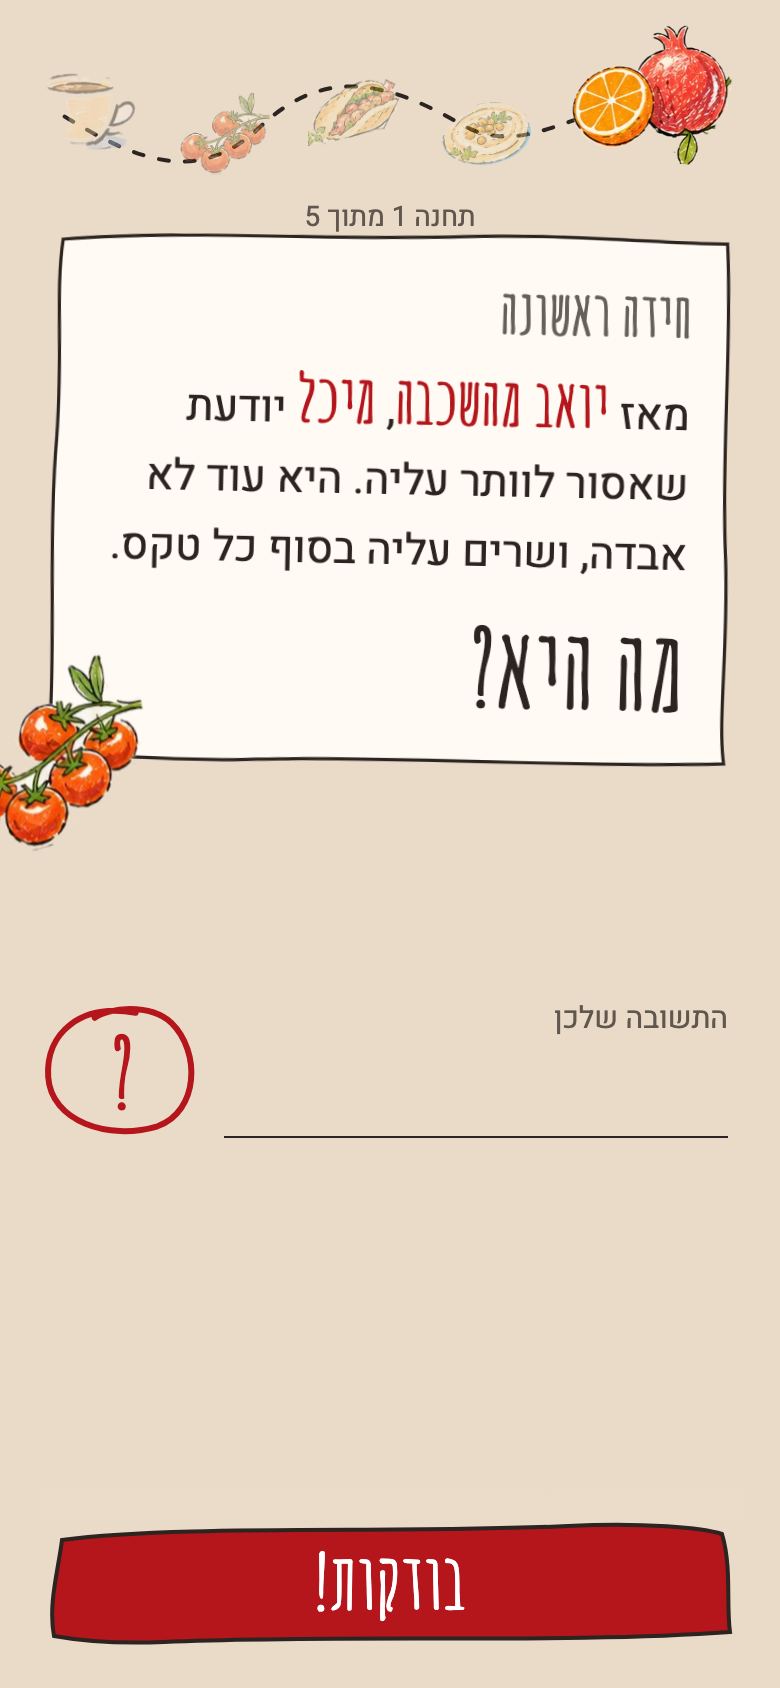 תחנה 1 מתוך 5
חידה ראשונה
מאז יואב מהשכבה, מיכל יודעת
שאסור לוותר עליה. היא עוד לא
אבדה, ושרים עליה בסוף כל טקס.
מה היא?
התשובה שלכן
?
בודקות!